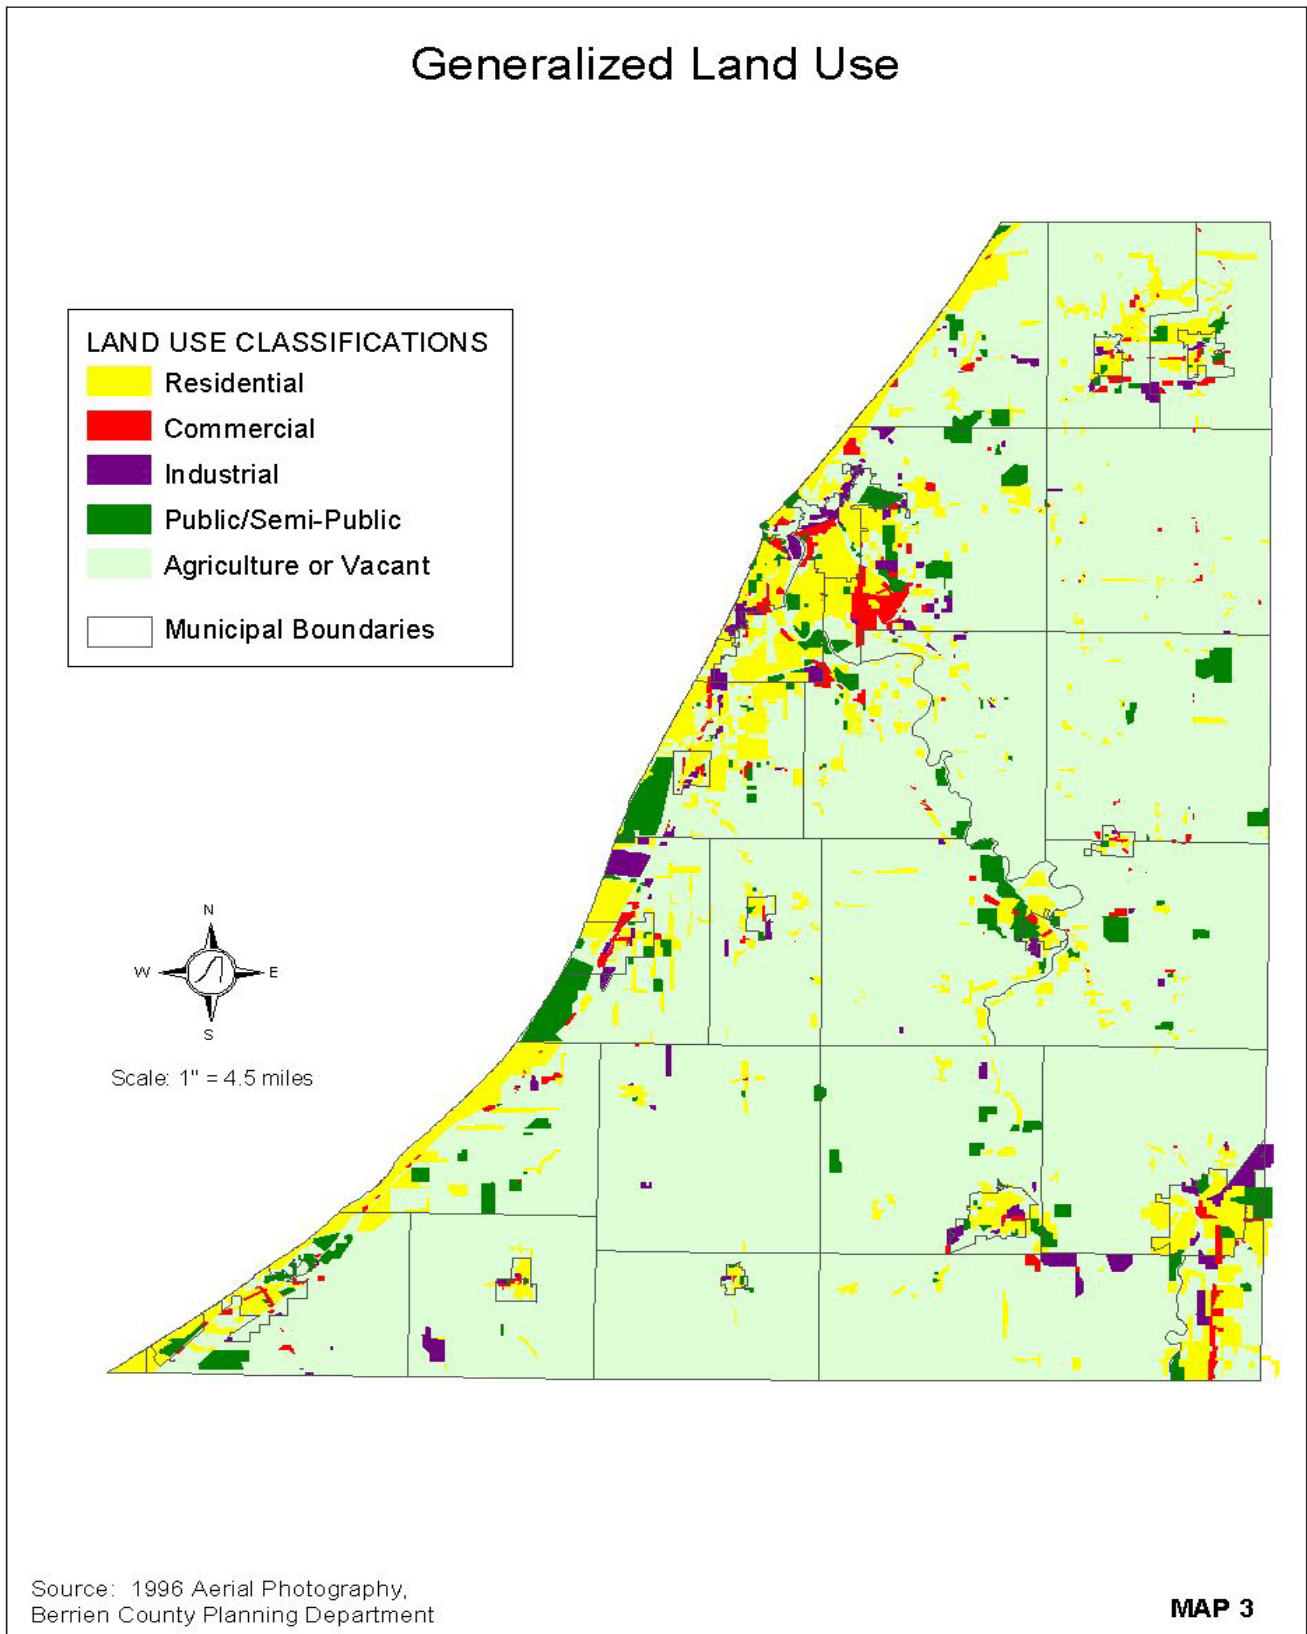 Generalized Land Use
LAND USE CLASSIFICATIONS
Residential
Commercial
Industrial
Public/Semi-Public
Agriculture or Vacant
Municipal Boundaries
N
W
E
S
Scale: 1" = 4.5 miles
Source: 1996 Aerial Photography,
Berrien County Planning Department
MAP 3